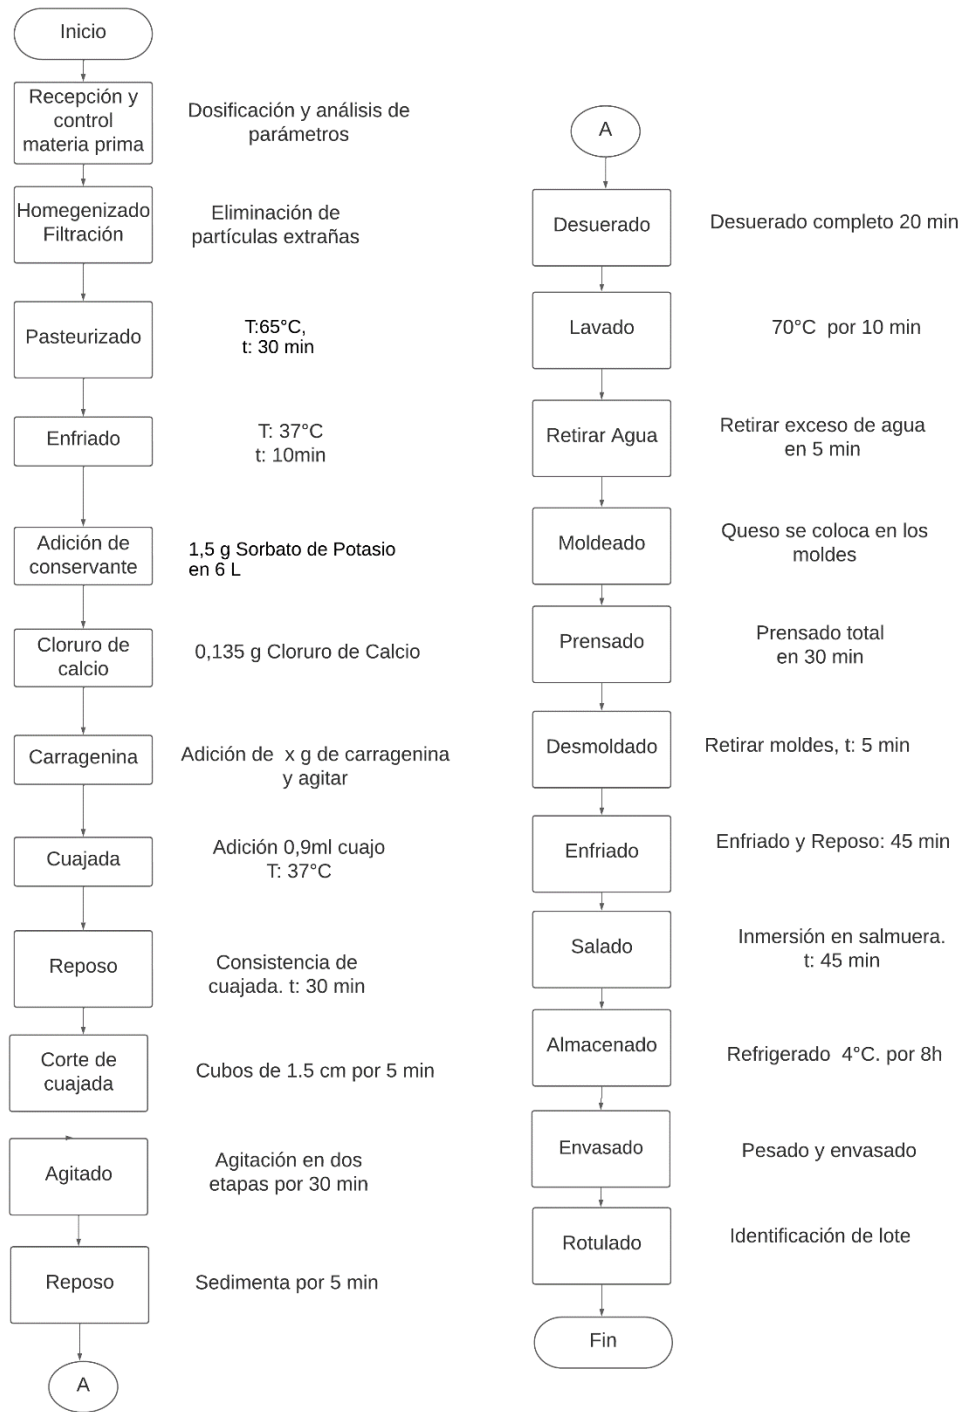 Inicio
Recepción y
control
materia prima
Dosificación y análisis de
parámetros
Homegenizado
Filtración
Eliminación de
partículas extrañas
Pasteurizado
T:65°C,
t: 30 min
Enfriado
T: 37°C
t: 10min
Adición de
conservante
1,5 g Sorbato de Potasio
en 6 L
Cloruro de
calcio
0,135 g Cloruro de Calcio
Carragenina
Adición de  x g de carragenina
y agitar
Cuajada
Adición 0,9ml cuajo
T: 37°C
Reposo
Consistencia de
cuajada. t: 30 min
Corte de
cuajada
Cubos de 1.5 cm por 5 min
Agitado
Agitación en dos
etapas por 30 min
Reposo
Sedimenta por 5 min
A
A
Desuerado
Desuerado completo 20 min
Lavado
70°C  por 10 min
Retirar Agua
Retirar exceso de agua
en 5 min
Moldeado
Queso se coloca en los
moldes
Prensado
Prensado total
en 30 min
Desmoldado
Retirar moldes, t: 5 min
Enfriado
Enfriado y Reposo: 45 min
Salado
Inmersión en salmuera.
t: 45 min
Almacenado
Refrigerado  4°C. por 8h
Envasado
Pesado y envasado
Rotulado
Identificación de lote
Fin